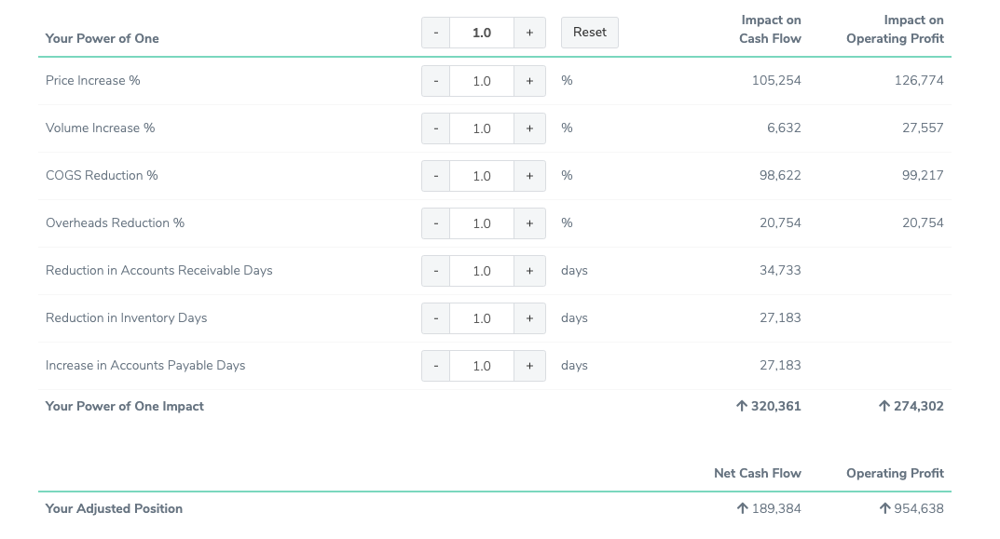 Your Power of One - 1.0 + Reset Impact on Cash Flow Impact on Operating Profit
Price Increase % - 1.0 + % 105,254 126,774
Volume Increase % - 1.0 + % 6,632 27,557
COGS Reduction % - 1.0 + % 98,622 99,217
Overheads Reduction % - 1.0 + % 20,754 20,754
Reduction in Accounts Receivable Days - 1.0 + days 34,733
Reduction in Inventory Days - 1.0 + days 27,183
Increase in Accounts Payable Days - 1.0 + days 27,183
Your Power of One Impact ↑ 320,361 ↑ 274,302
Net Cash Flow Operating Profit
Your Adjusted Position ↑ 189,384 ↑ 954,638